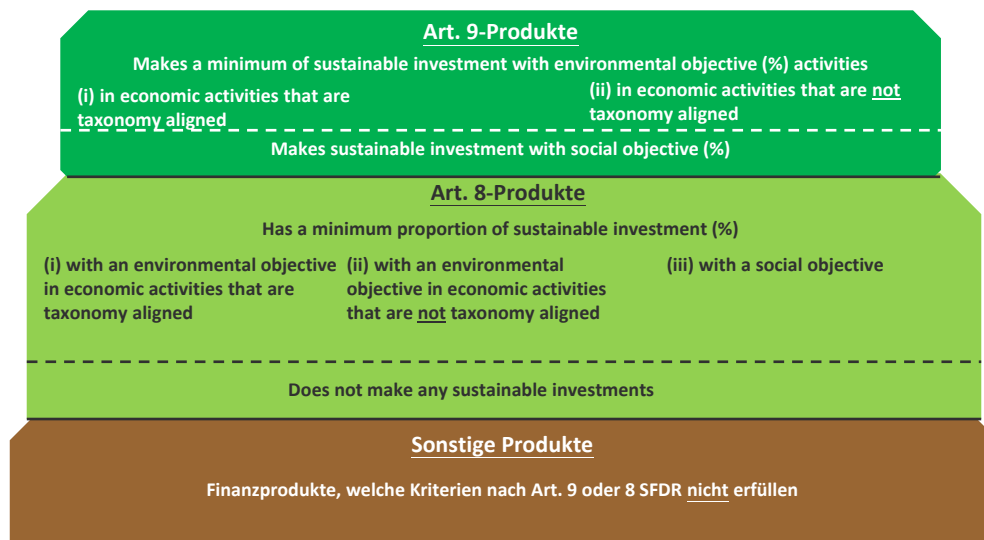 Art. 9-Produkte
Makes a minimum of sustainable investment with environmental objective (%) activities
(i) in economic activities that are
taxonomy aligned
(ii) in economic activities that are not
taxonomy aligned
Makes sustainable investment with social objective (%)
Art. 8-Produkte
Has a minimum proportion of sustainable investment (%)
(i) with an environmental objective
in economic activities that are
taxonomy aligned
(ii) with an environmental
objective in economic activities
that are not taxonomy aligned
(iii) with a social objective
Does not make any sustainable investments
Sonstige Produkte
Finanzprodukte, welche Kriterien nach Art. 9 oder 8 SFDR nicht erfüllen